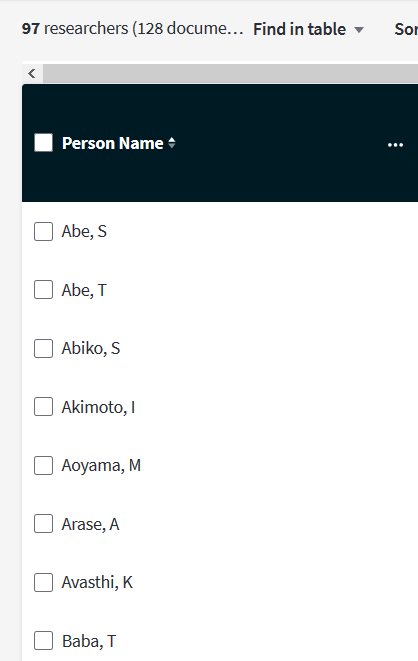 97 researchers (128 docume… Find in table
Person Name
Abe, S
Abe, T
Abiko, S
Akimoto, I
Aoyama, M
Arase, A
Avasthi, K
Baba, T